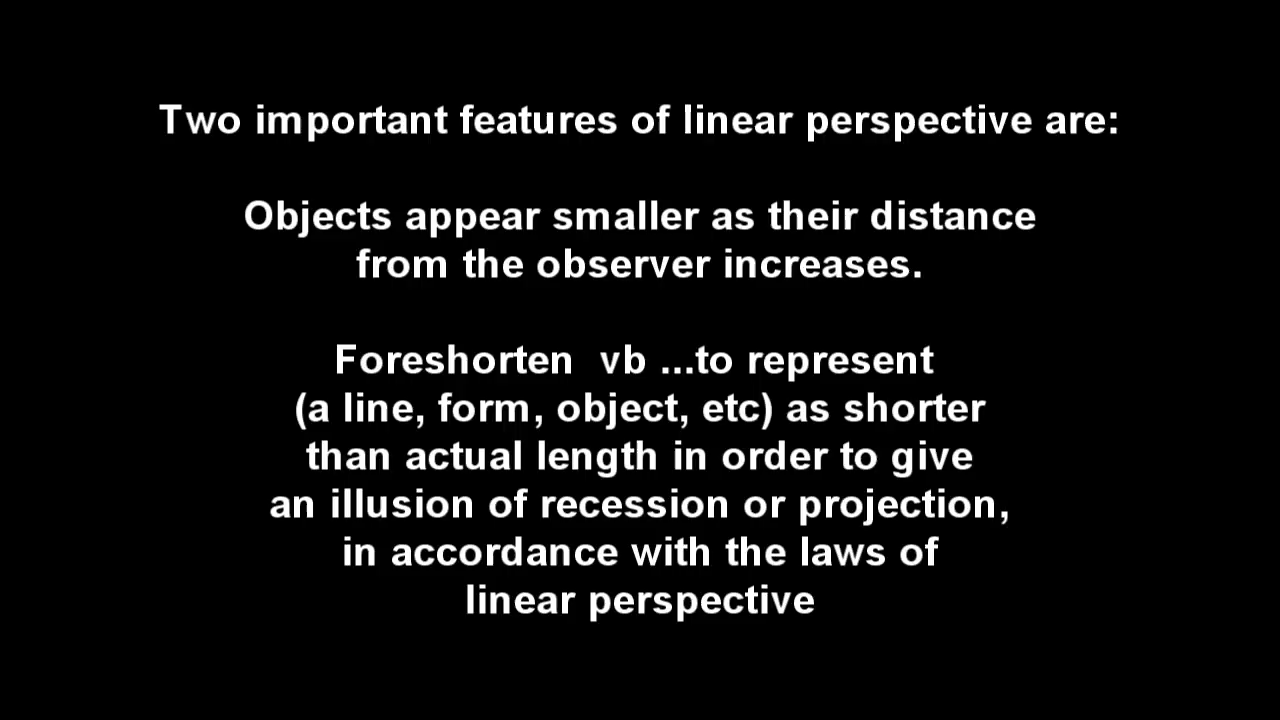 Two important features of linear perspective are:
Objects appear smaller as their distance
from the observer increases.
Foreshorten  vb ...to represent
(a line, form, object, etc) as shorter
than actual length in order to give
an illusion of recession or projection,
in accordance with the laws of
linear perspective